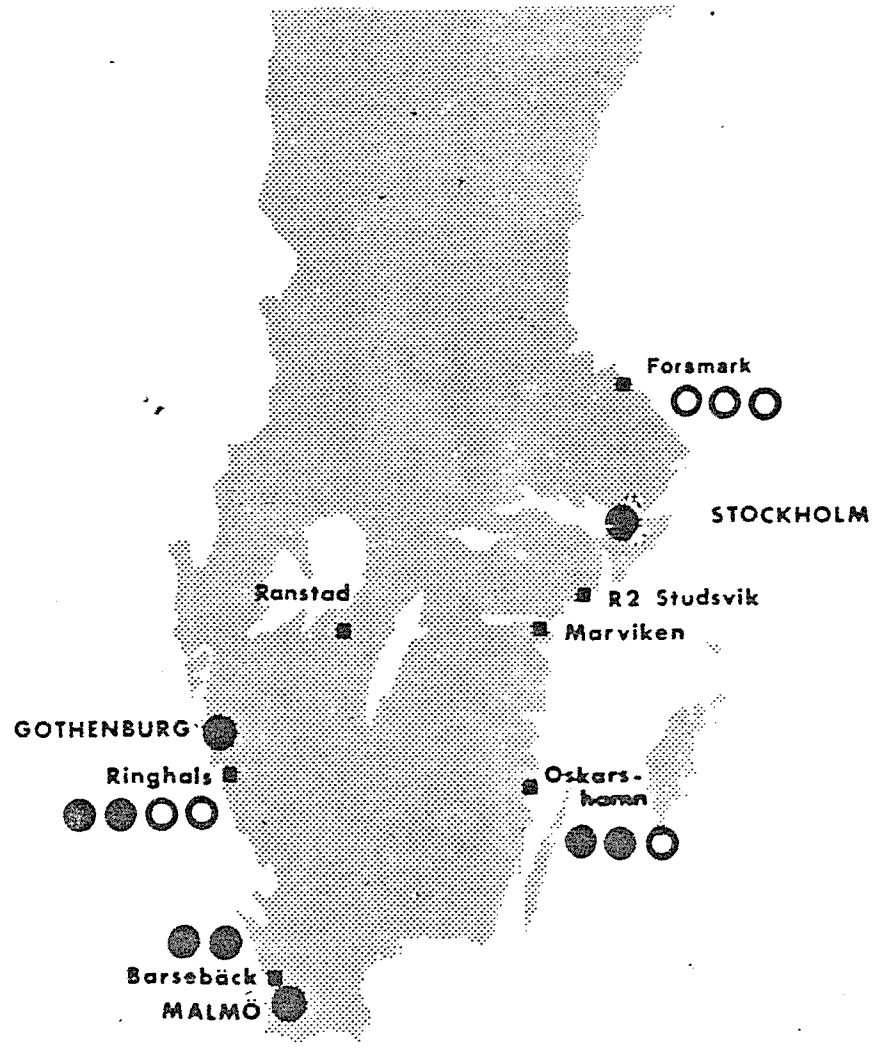 Forsmark
STOCKHOLM
Ranstad
R2 Studsvik
Marviken
GOTHENBURG
Ringhals
Oskars-
hamn
Barsebäck
MALMÖ